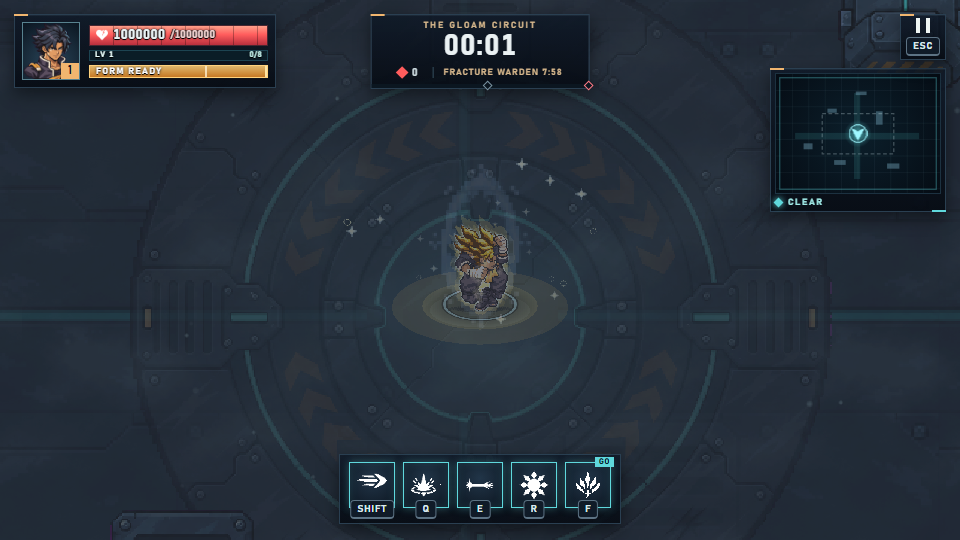 1000000 /1000000
LV 1 0/8
FORM READY
1
THE GLOAM CIRCUIT
00:01
0 FRACTURE WARDEN 7:58
ESC
CLEAR
GO
SHIFT Q E R F